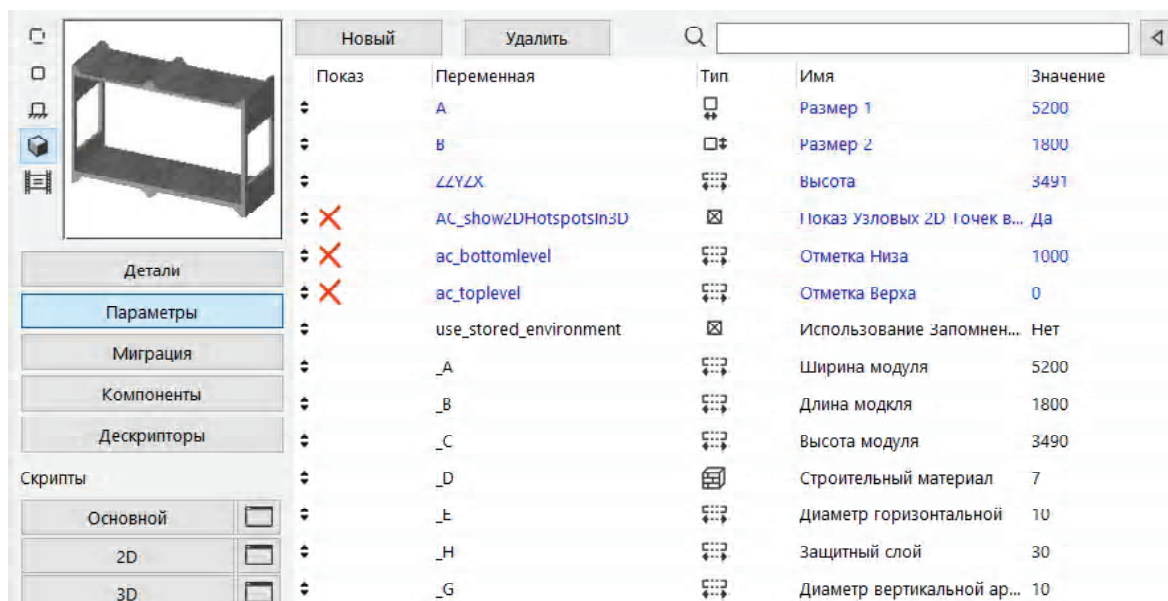 Новый Удалить
Показ Переменная Тип Имя Значение
A Размер 1 5200
B Размер 2 1800
ZZYZX Высота 3491
AC_show2DHotspotsIn3D Показ Узловых 2D Точек в... Да
ac_bottomlevel Отметка Низа 1000
ac_toplevel Отметка Верха 0
use_stored_environment Использование Запомнен... Нет
_A Ширина модуля 5200
_B Длина модкля 1800
_C Высота модуля 3490
_D Строительный материал 7
_E Диаметр горизонтальной 10
_H Защитный слой 30
_G Диаметр вертикальной ар... 10
Детали
Параметры
Миграция
Компоненты
Дескрипторы
Скрипты
Основной
2D
3D